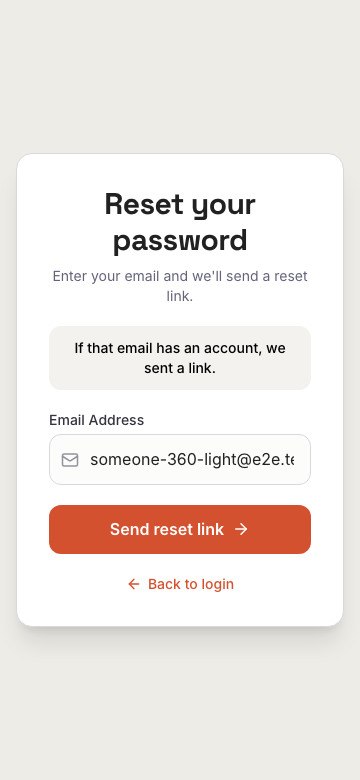 Reset your
password
Enter your email and we'll send a reset
link.
If that email has an account, we
sent a link.
Email Address
someone-360-light@e2e.te
Send reset link →
← Back to login